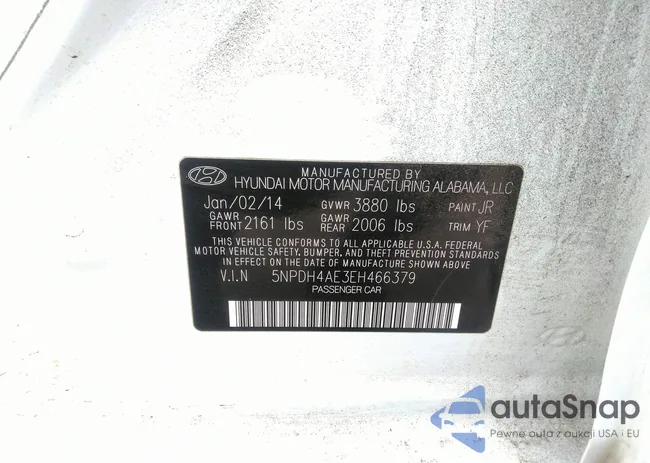 MANUFACTURED BY
HYUNDAI MOTOR MANUFACTURING ALABAMA, LLC
Jan/02/14 GVWR 3880 lbs PAINT JR
GAWR FRONT 2161 lbs GAWR REAR 2006 lbs TRIM YF
THIS VEHICLE CONFORMS TO ALL APPLICABLE U.S.A. FEDERAL
MOTOR VEHICLE SAFETY, BUMPER, AND THEFT PREVENTION STANDARDS
IN EFFECT ON THE DATE OF MANUFACTURE SHOWN ABOVE.
V.I.N 5NPDH4AE3EH466379
PASSENGER CAR
autaSnap
Pewne auta z aukcji USA i EU